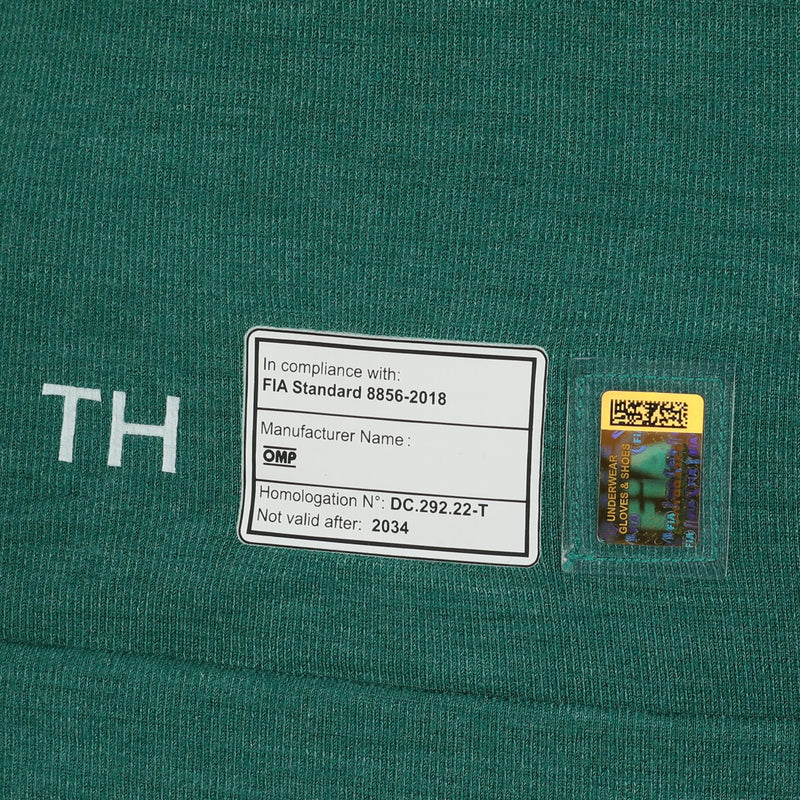 TH
In compliance with:
FIA Standard 8856-2018
Manufacturer Name :
OMP
Homologation N°: DC.292.22-T
Not valid after: 2034
UNDERWEAR
GLOVES & SHOES
FIA